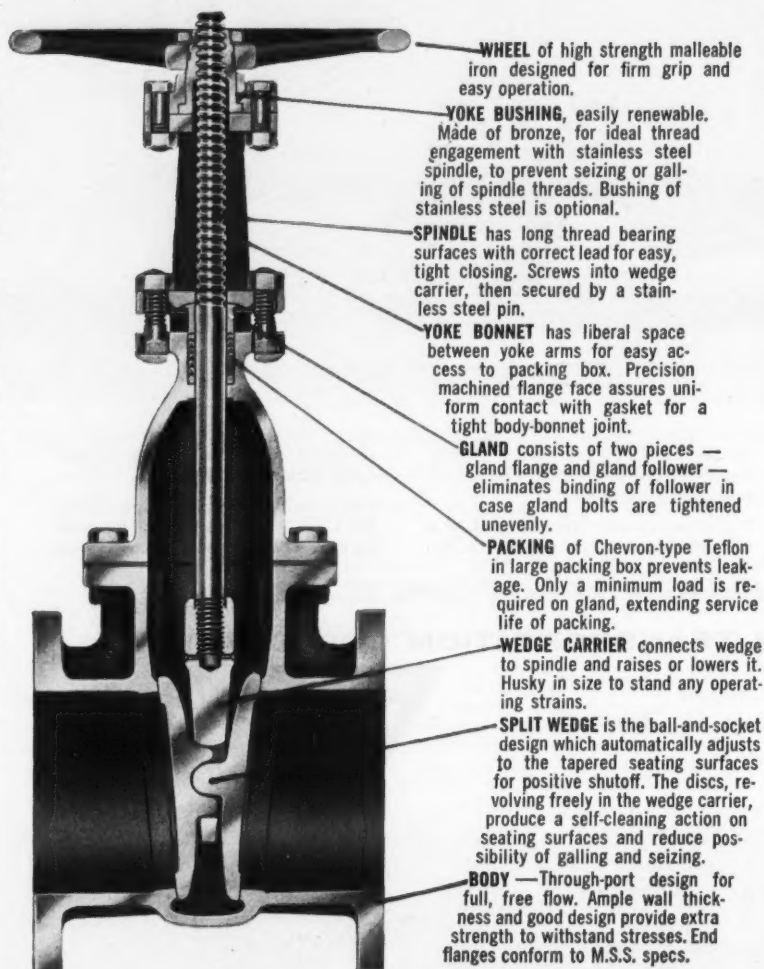 WHEEL of high strength malleable
iron designed for firm grip and
easy operation.
YOKE BUSHING, easily renewable.
Made of bronze, for ideal thread
engagement with stainless steel
spindle, to prevent seizing or gall-
ing of spindle threads. Bushing of
stainless steel is optional.
SPINDLE has long thread bearing
surfaces with correct lead for easy,
tight closing. Screws into wedge
carrier, then secured by a stain-
less steel pin.
YOKE BONNET has liberal space
between yoke arms for easy ac-
cess to packing box. Precision
machined flange face assures uni-
form contact with gasket for a
tight body-bonnet joint.
GLAND consists of two pieces —
gland flange and gland follower —
eliminates binding of follower in
case gland bolts are tightened
unevenly.
PACKING of Chevron-type Teflon
in large packing box prevents leak-
age. Only a minimum load is re-
quired on gland, extending service
life of packing.
WEDGE CARRIER connects wedge
to spindle and raises or lowers it.
Husky in size to stand any operat-
ing strains.
SPLIT WEDGE is the ball-and-socket
design which automatically adjusts
to the tapered seating surfaces
for positive shutoff. The discs, re-
volving freely in the wedge carrier,
produce a self-cleaning action on
seating surfaces and reduce pos-
sibility of galling and seizing.
BODY — Through-port design for
full, free flow. Ample wall thick-
ness and good design provide extra
strength to withstand stresses. End
flanges conform to M.S.S. specs.